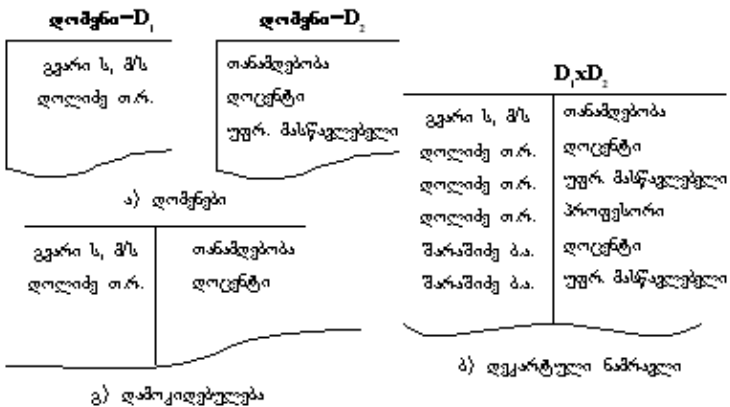 დომენი–D₁
გვარი ს, მ/ს
დოლიძე თ.რ.
დომენი–D₂
თანამდებობა
დოცენტი
უფრ. მასწავლებელი
ა) დომენები
D₁xD₂
გვარი ს, მ/ს თანამდებობა
დოლიძე თ.რ. დოცენტი
დოლიძე თ.რ. უფრ. მასწავლებელი
დოლიძე თ.რ. პროფესორი
შარაშიძე ბ.ა. დოცენტი
შარაშიძე ბ.ა. უფრ. მასწავლებელი
ბ) დეკარტული ნამრავლი
გვარი ს, მ/ს თანამდებობა
დოლიძე თ.რ. დოცენტი
გ) დამოკიდებულება